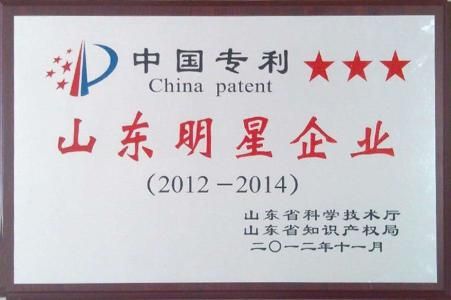 中国专利 ★★★
China patent
山东明星企业
(2012－2014)
山东省科学技术厅
山东省知识产权局
二〇一二年十一月